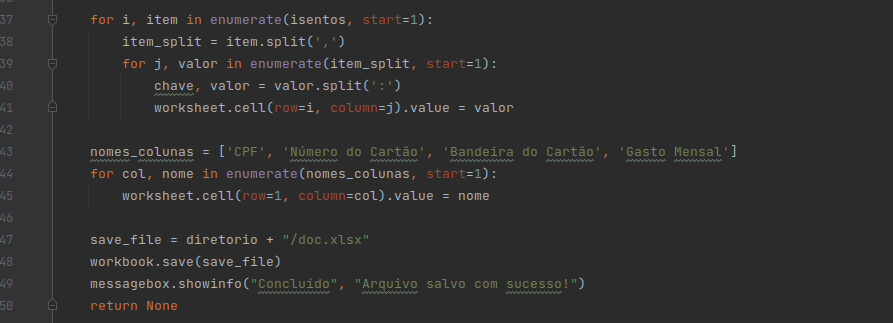 37 for i, item in enumerate(isentos, start=1):
38 item_split = item.split(',')
39 for j, valor in enumerate(item_split, start=1):
40 chave, valor = valor.split(':')
41 worksheet.cell(row=i, column=j).value = valor
42
43 nomes_colunas = ['CPF', 'Número do Cartão', 'Bandeira do Cartão', 'Gasto Mensal']
44 for col, nome in enumerate(nomes_colunas, start=1):
45 worksheet.cell(row=1, column=col).value = nome
46
47 save_file = diretorio + "/doc.xlsx"
48 workbook.save(save_file)
49 messagebox.showinfo("Concluído", "Arquivo salvo com sucesso!")
50 return None